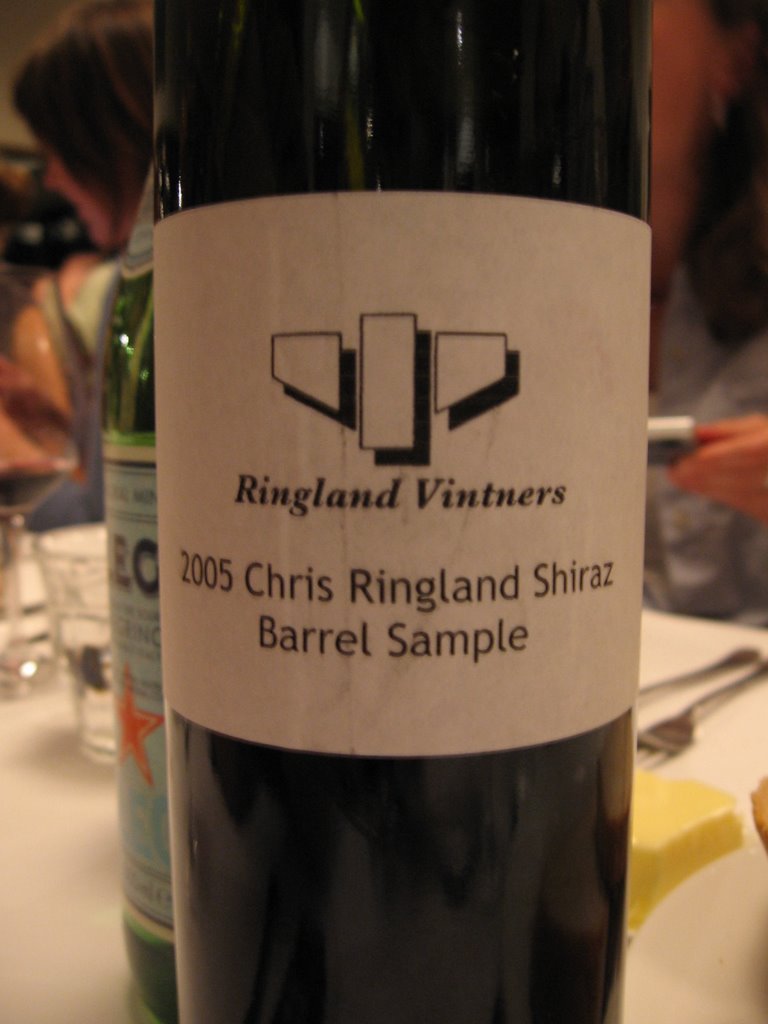 Ringland Vintners
2005 Chris Ringland Shiraz
Barrel Sample